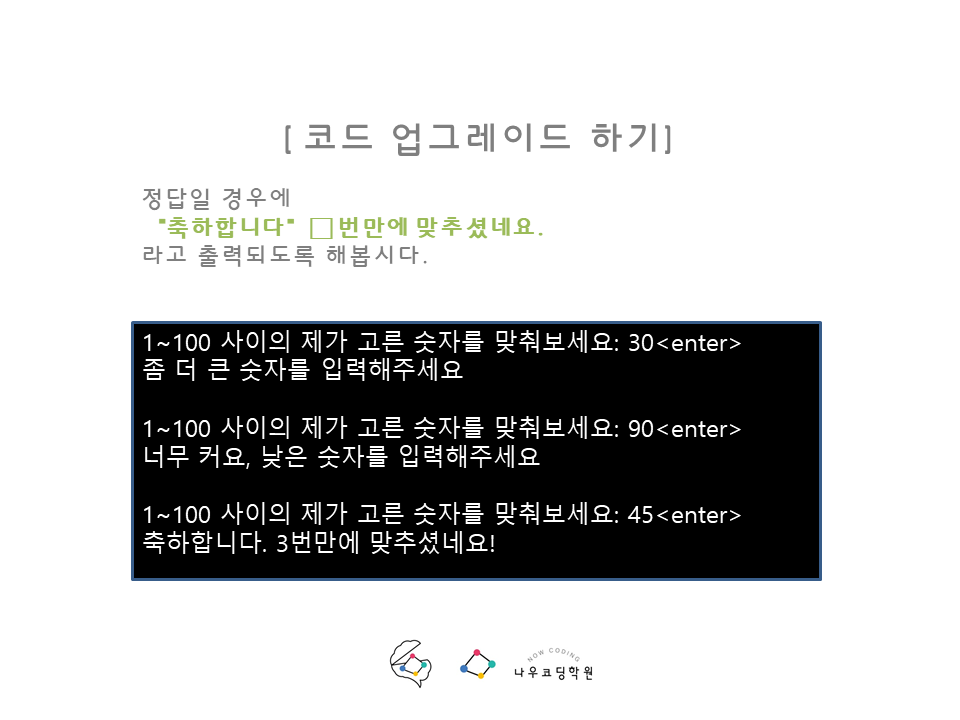 [ 코드 업그레이드 하기]
정답일 경우에
"축하합니다" □번만에 맞추셨네요.
라고 출력되도록 해봅시다.
1~100 사이의 제가 고른 숫자를 맞춰보세요: 30<enter>
좀 더 큰 숫자를 입력해주세요
1~100 사이의 제가 고른 숫자를 맞춰보세요: 90<enter>
너무 커요, 낮은 숫자를 입력해주세요
1~100 사이의 제가 고른 숫자를 맞춰보세요: 45<enter>
축하합니다. 3번만에 맞추셨네요!
NOW CODING
나우코딩학원